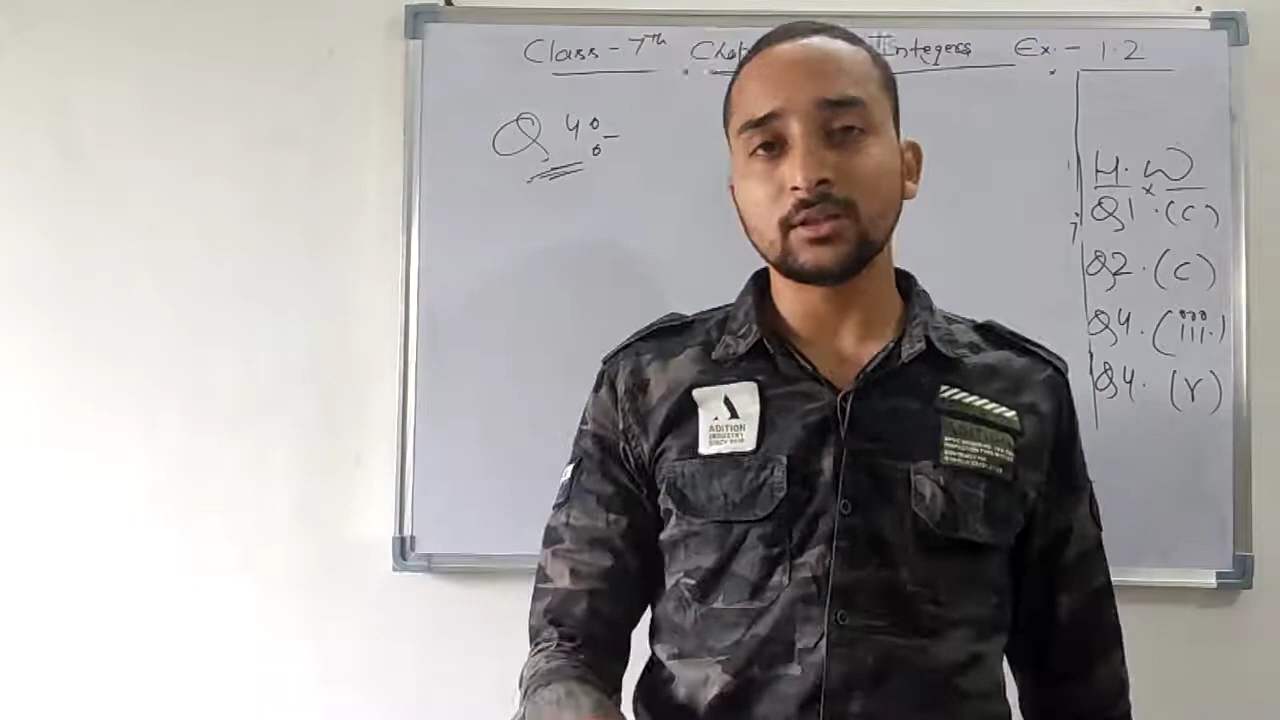 Class - 7th Chap Integers Ex. - 1.2
Q 4:-
H.W
Q1.(c)
Q2.(c)
Q4.(iii.)
Q4.(v)
ADITION
INDUSTRY